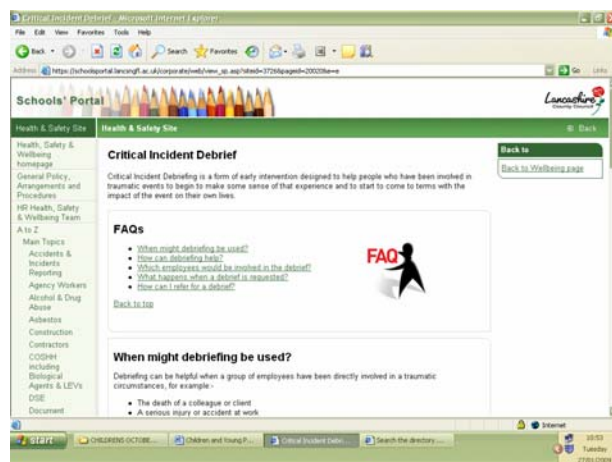 Critical Incident Debrief - Microsoft Internet Explorer
File Edit View Favorites Tools Help
Back Search Favorites
Address Go Links
Schools' Portal
Lancashire
County Council
Health & Safety Site
Health & Safety Site
Back
Health, Safety &
Wellbeing
homepage
General Policy,
Arrangements and
Procedures
HR Health, Safety
& Wellbeing Team
A to Z
Main Topics
Accidents &
Incidents
Reporting
Agency Workers
Alcohol & Drug
Abuse
Asbestos
Construction
Contractors
COSHH
including
Biological
Agents & LEVs
DSE
Document
Critical Incident Debrief
Critical Incident Debriefing is a form of early intervention designed to help people who have been involved in
traumatic events to begin to make some sense of that experience and to start to come to terms with the
impact of the event on their own lives.
FAQs
When might debriefing be used?
How can debriefing help?
Which employees would be involved in the debrief?
What happens when a debrief is requested?
How can I refer for a debrief?
Back to top
FAQ
When might debriefing be used?
Debriefing can be helpful when a group of employees have been directly involved in a traumatic
circumstances, for example:-
The death of a colleague or client
A serious injury or accident at work
Back to
Back to Wellbeing page
Internet
start
CHILDRENS OCTOBE...
Children and Young P...
Critical Incident Debri...
Search the directory ...
10:53
Tuesday
27/01/2004